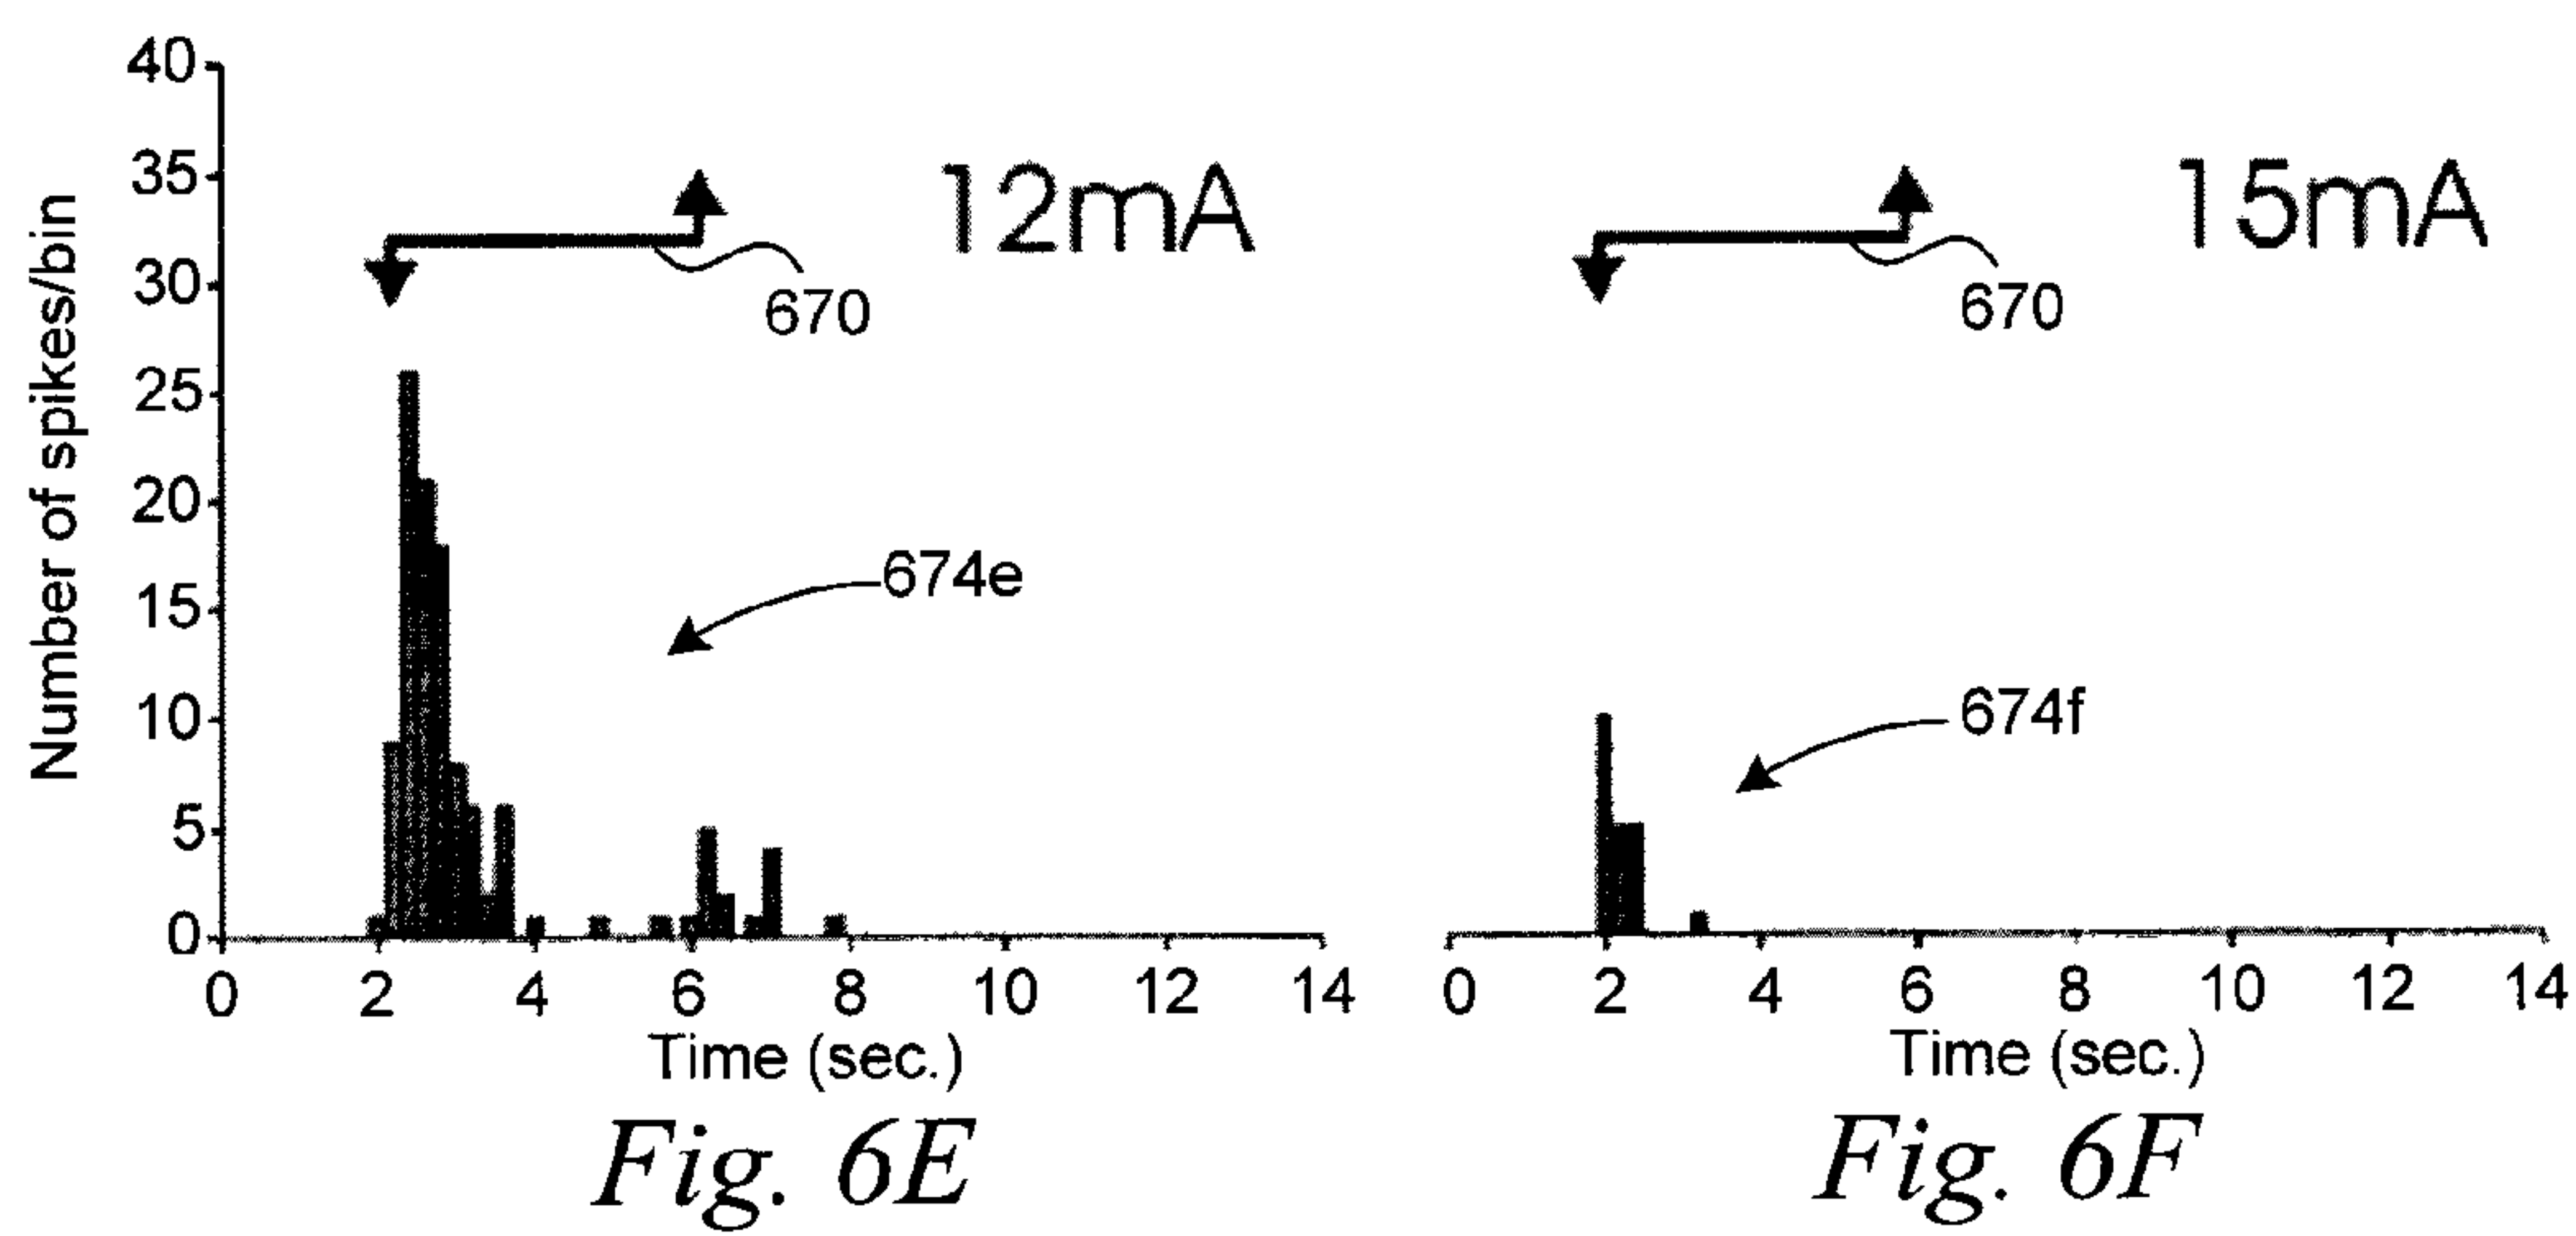 40
35
30
25
20
15
10
5
0
Number of spikes/bin
12mA
670
674e
0 2 4 6 8 10 12 14
Time (sec.)
Fig. 6E
15mA
670
674f
0 2 4 6 8 10 12 14
Time (sec.)
Fig. 6F